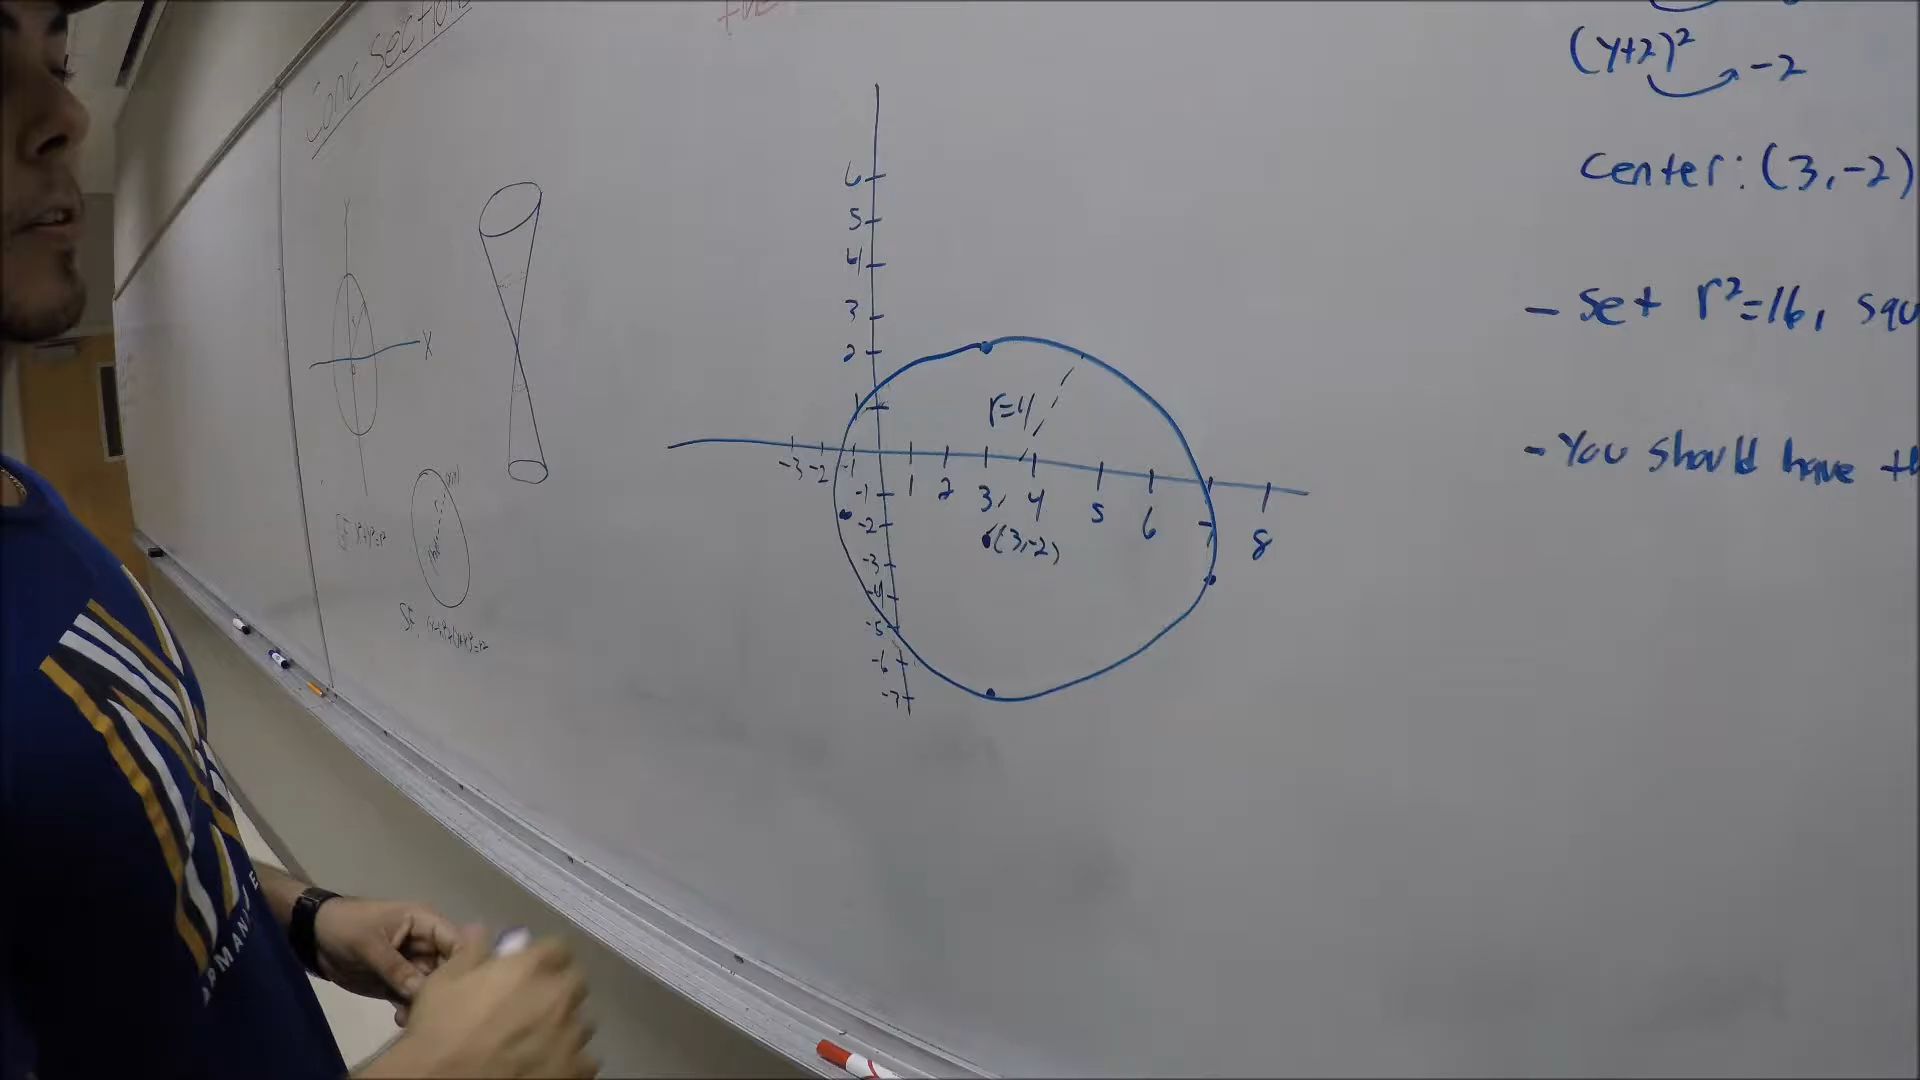 Conic Sections
the
6
5
4
3
2
1
-3 -2 -1 1 2 3, 4 5 6 7 8
-1
-2
-3
-4
-5
-6
-7
r=4
(3,-2)
X
SF
(y+2)² -2
Center: (3,-2)
- Set r²=16, squ
- You should have th